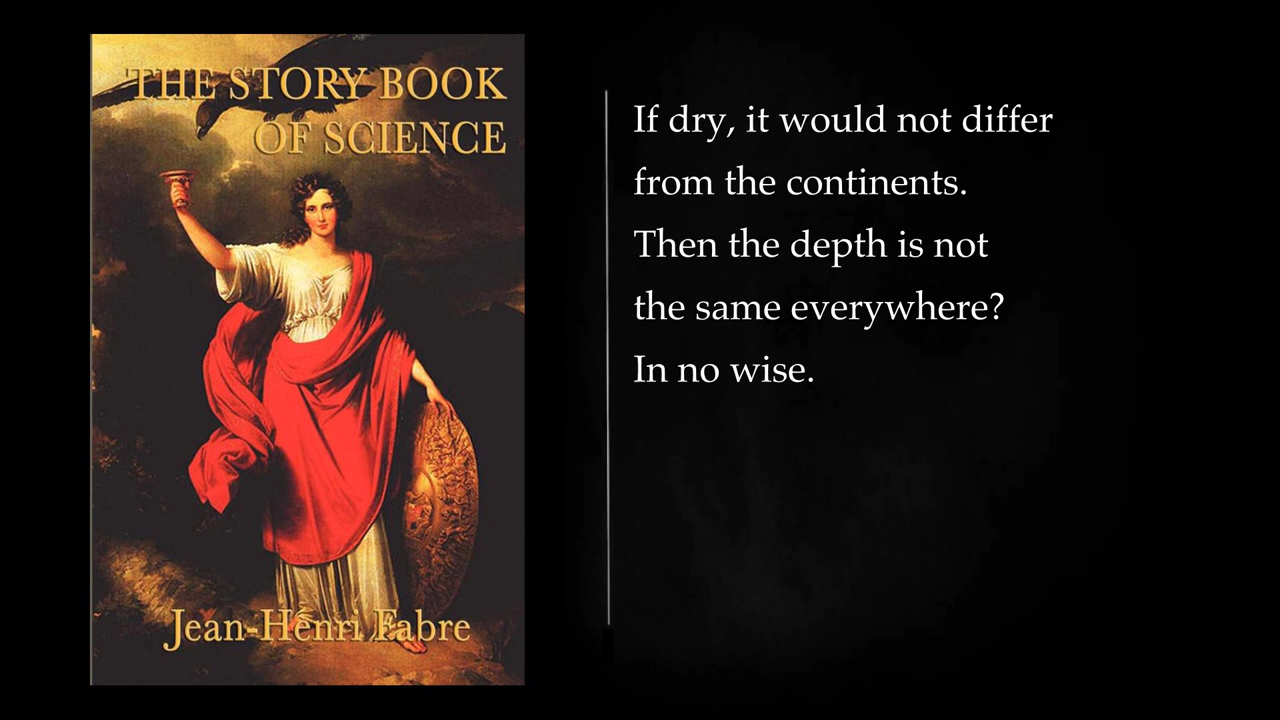 THE STORY BOOK
OF SCIENCE
Jean-Henri Fabre
If dry, it would not differ
from the continents.
Then the depth is not
the same everywhere?
In no wise.